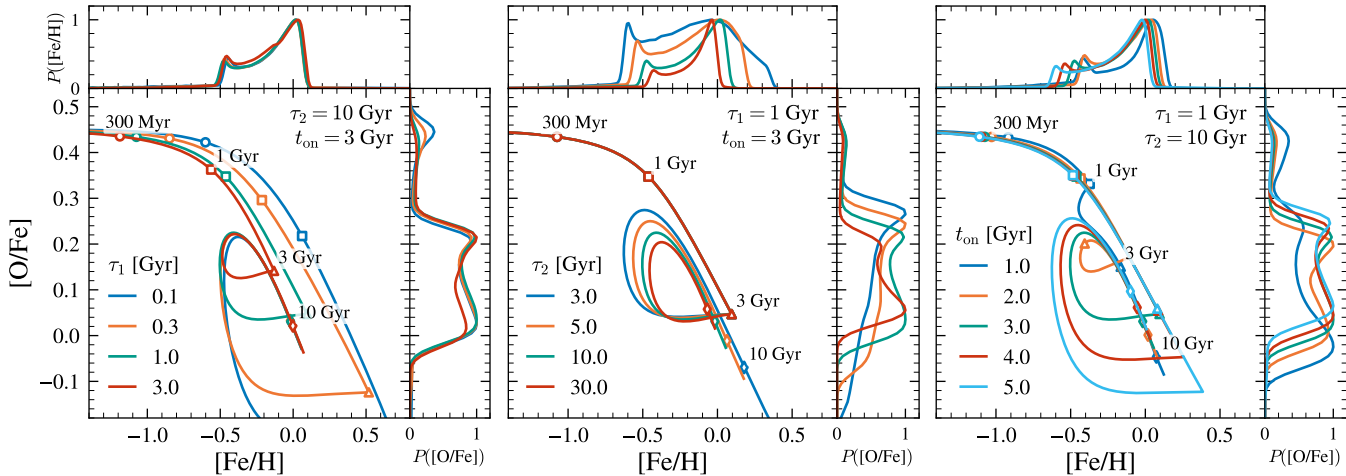 P([Fe/H])
1
0
0.5
0.4
0.3
0.2
0.1
0.0
−0.1
[O/Fe]
300 Myr
τ₂ = 10 Gyr
t_on = 3 Gyr
1 Gyr
3 Gyr
10 Gyr
τ₁ [Gyr]
0.1
0.3
1.0
3.0
−1.0
−0.5
0.0
0.5
[Fe/H]
0
1
P([O/Fe])
300 Myr
τ₁ = 1 Gyr
t_on = 3 Gyr
1 Gyr
3 Gyr
10 Gyr
τ₂ [Gyr]
3.0
5.0
10.0
30.0
−1.0
−0.5
0.0
0.5
[Fe/H]
0
1
P([O/Fe])
300 Myr
τ₁ = 1 Gyr
τ₂ = 10 Gyr
1 Gyr
3 Gyr
10 Gyr
t_on [Gyr]
1.0
2.0
3.0
4.0
5.0
−1.0
−0.5
0.0
0.5
[Fe/H]
0
1
P([O/Fe])